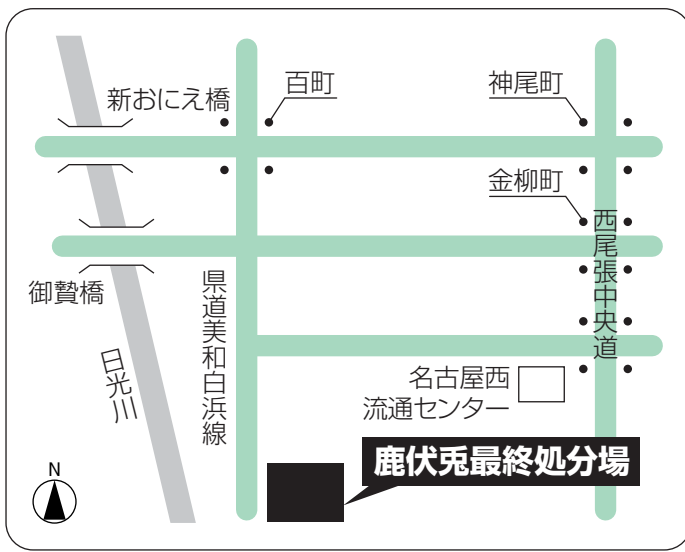 新おにえ橋
百町
神尾町
金柳町
西尾張中央道
御贄橋
県道美和白浜線
日光川
名古屋西
流通センター
鹿伏兎最終処分場
N